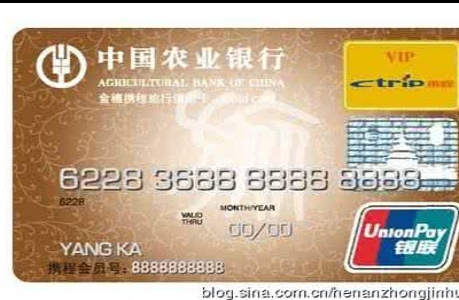 中国农业银行
AGRICULTURAL BANK OF CHINA
VIP
ctrip 携程
6228 3688 8888 8888
6228
VALID THRU
MONTH/YEAR
00/00
YANG KA
携程会员号: 8888888888
UnionPay
银联
blog.sina.com.cn/henanzhongjinhu